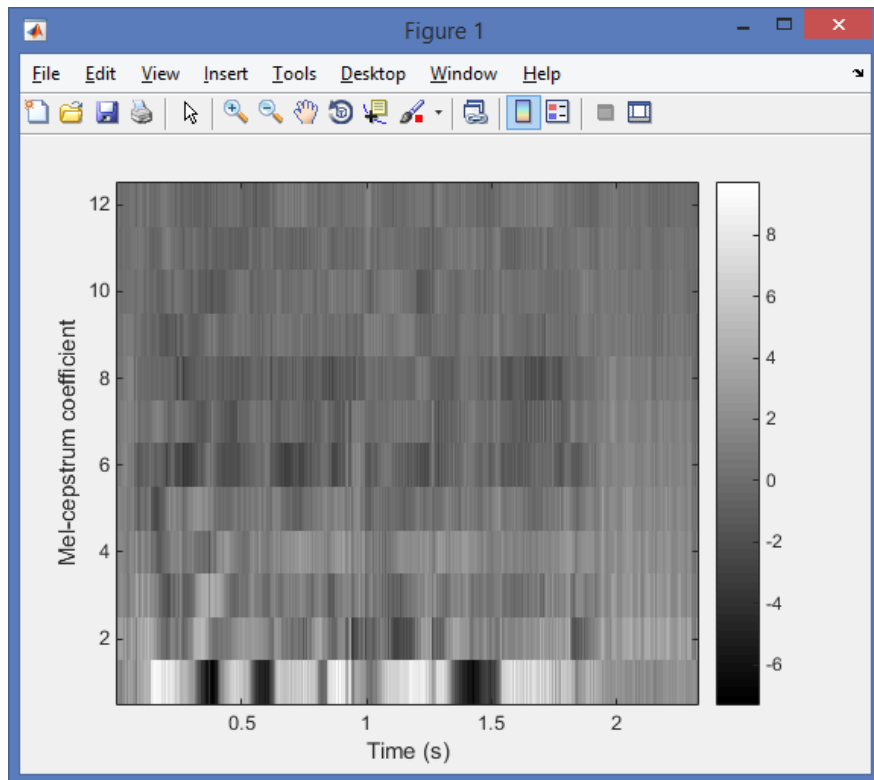 Figure 1
File Edit View Insert Tools Desktop Window Help
12
10
8
6
4
2
Mel-cepstrum coefficient
0.5 1 1.5 2
Time (s)
8
6
4
2
0
-2
-4
-6